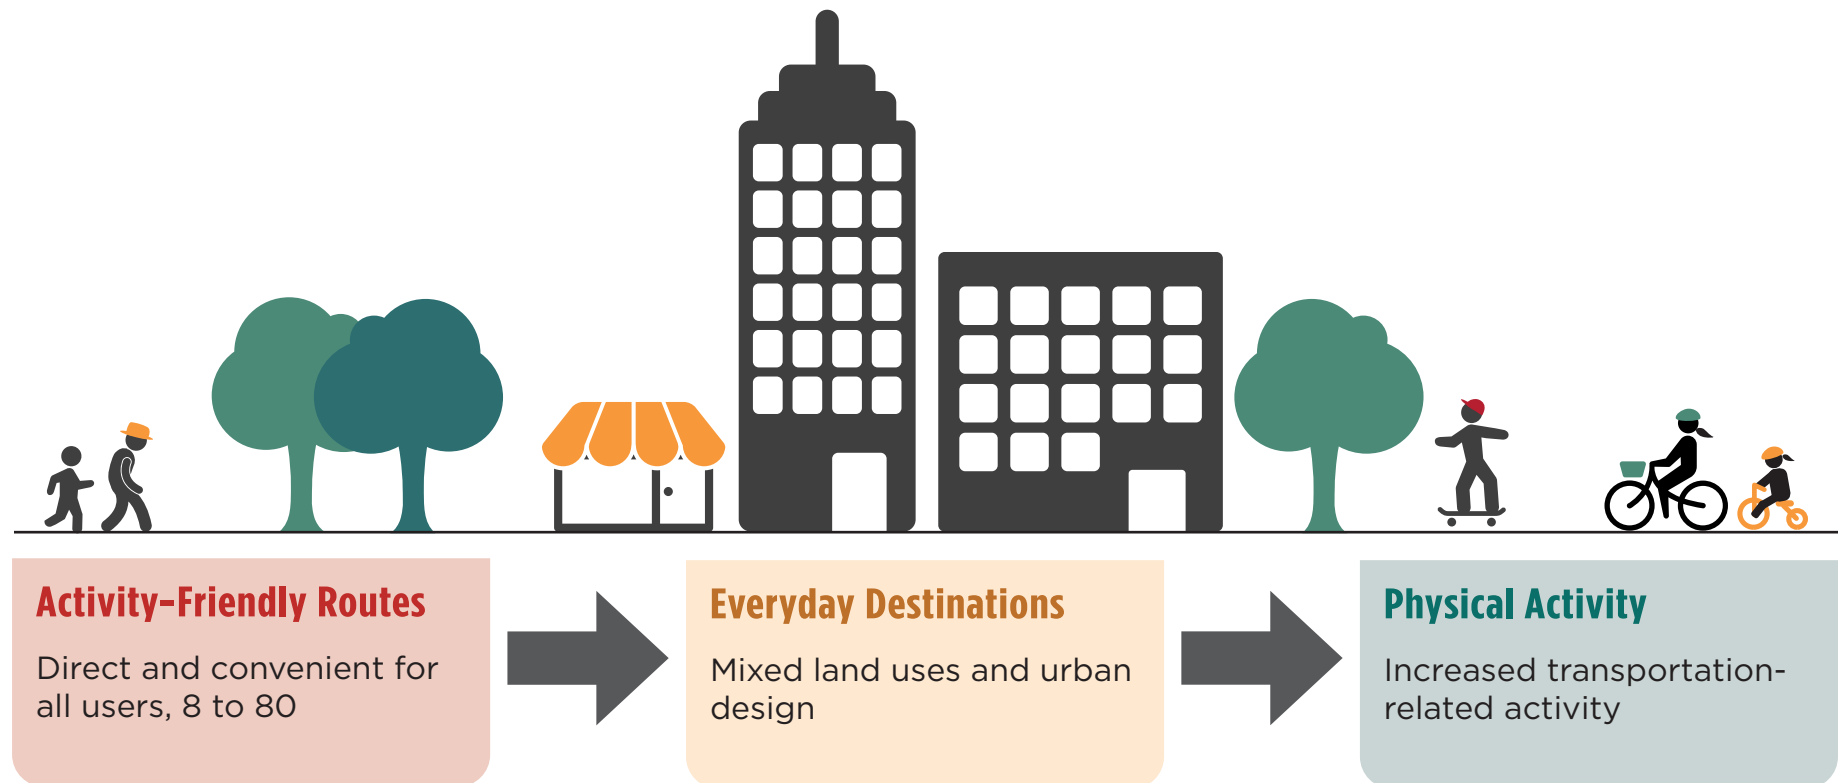 Activity-Friendly Routes
Direct and convenient for
all users, 8 to 80
Everyday Destinations
Mixed land uses and urban
design
Physical Activity
Increased transportation-
related activity